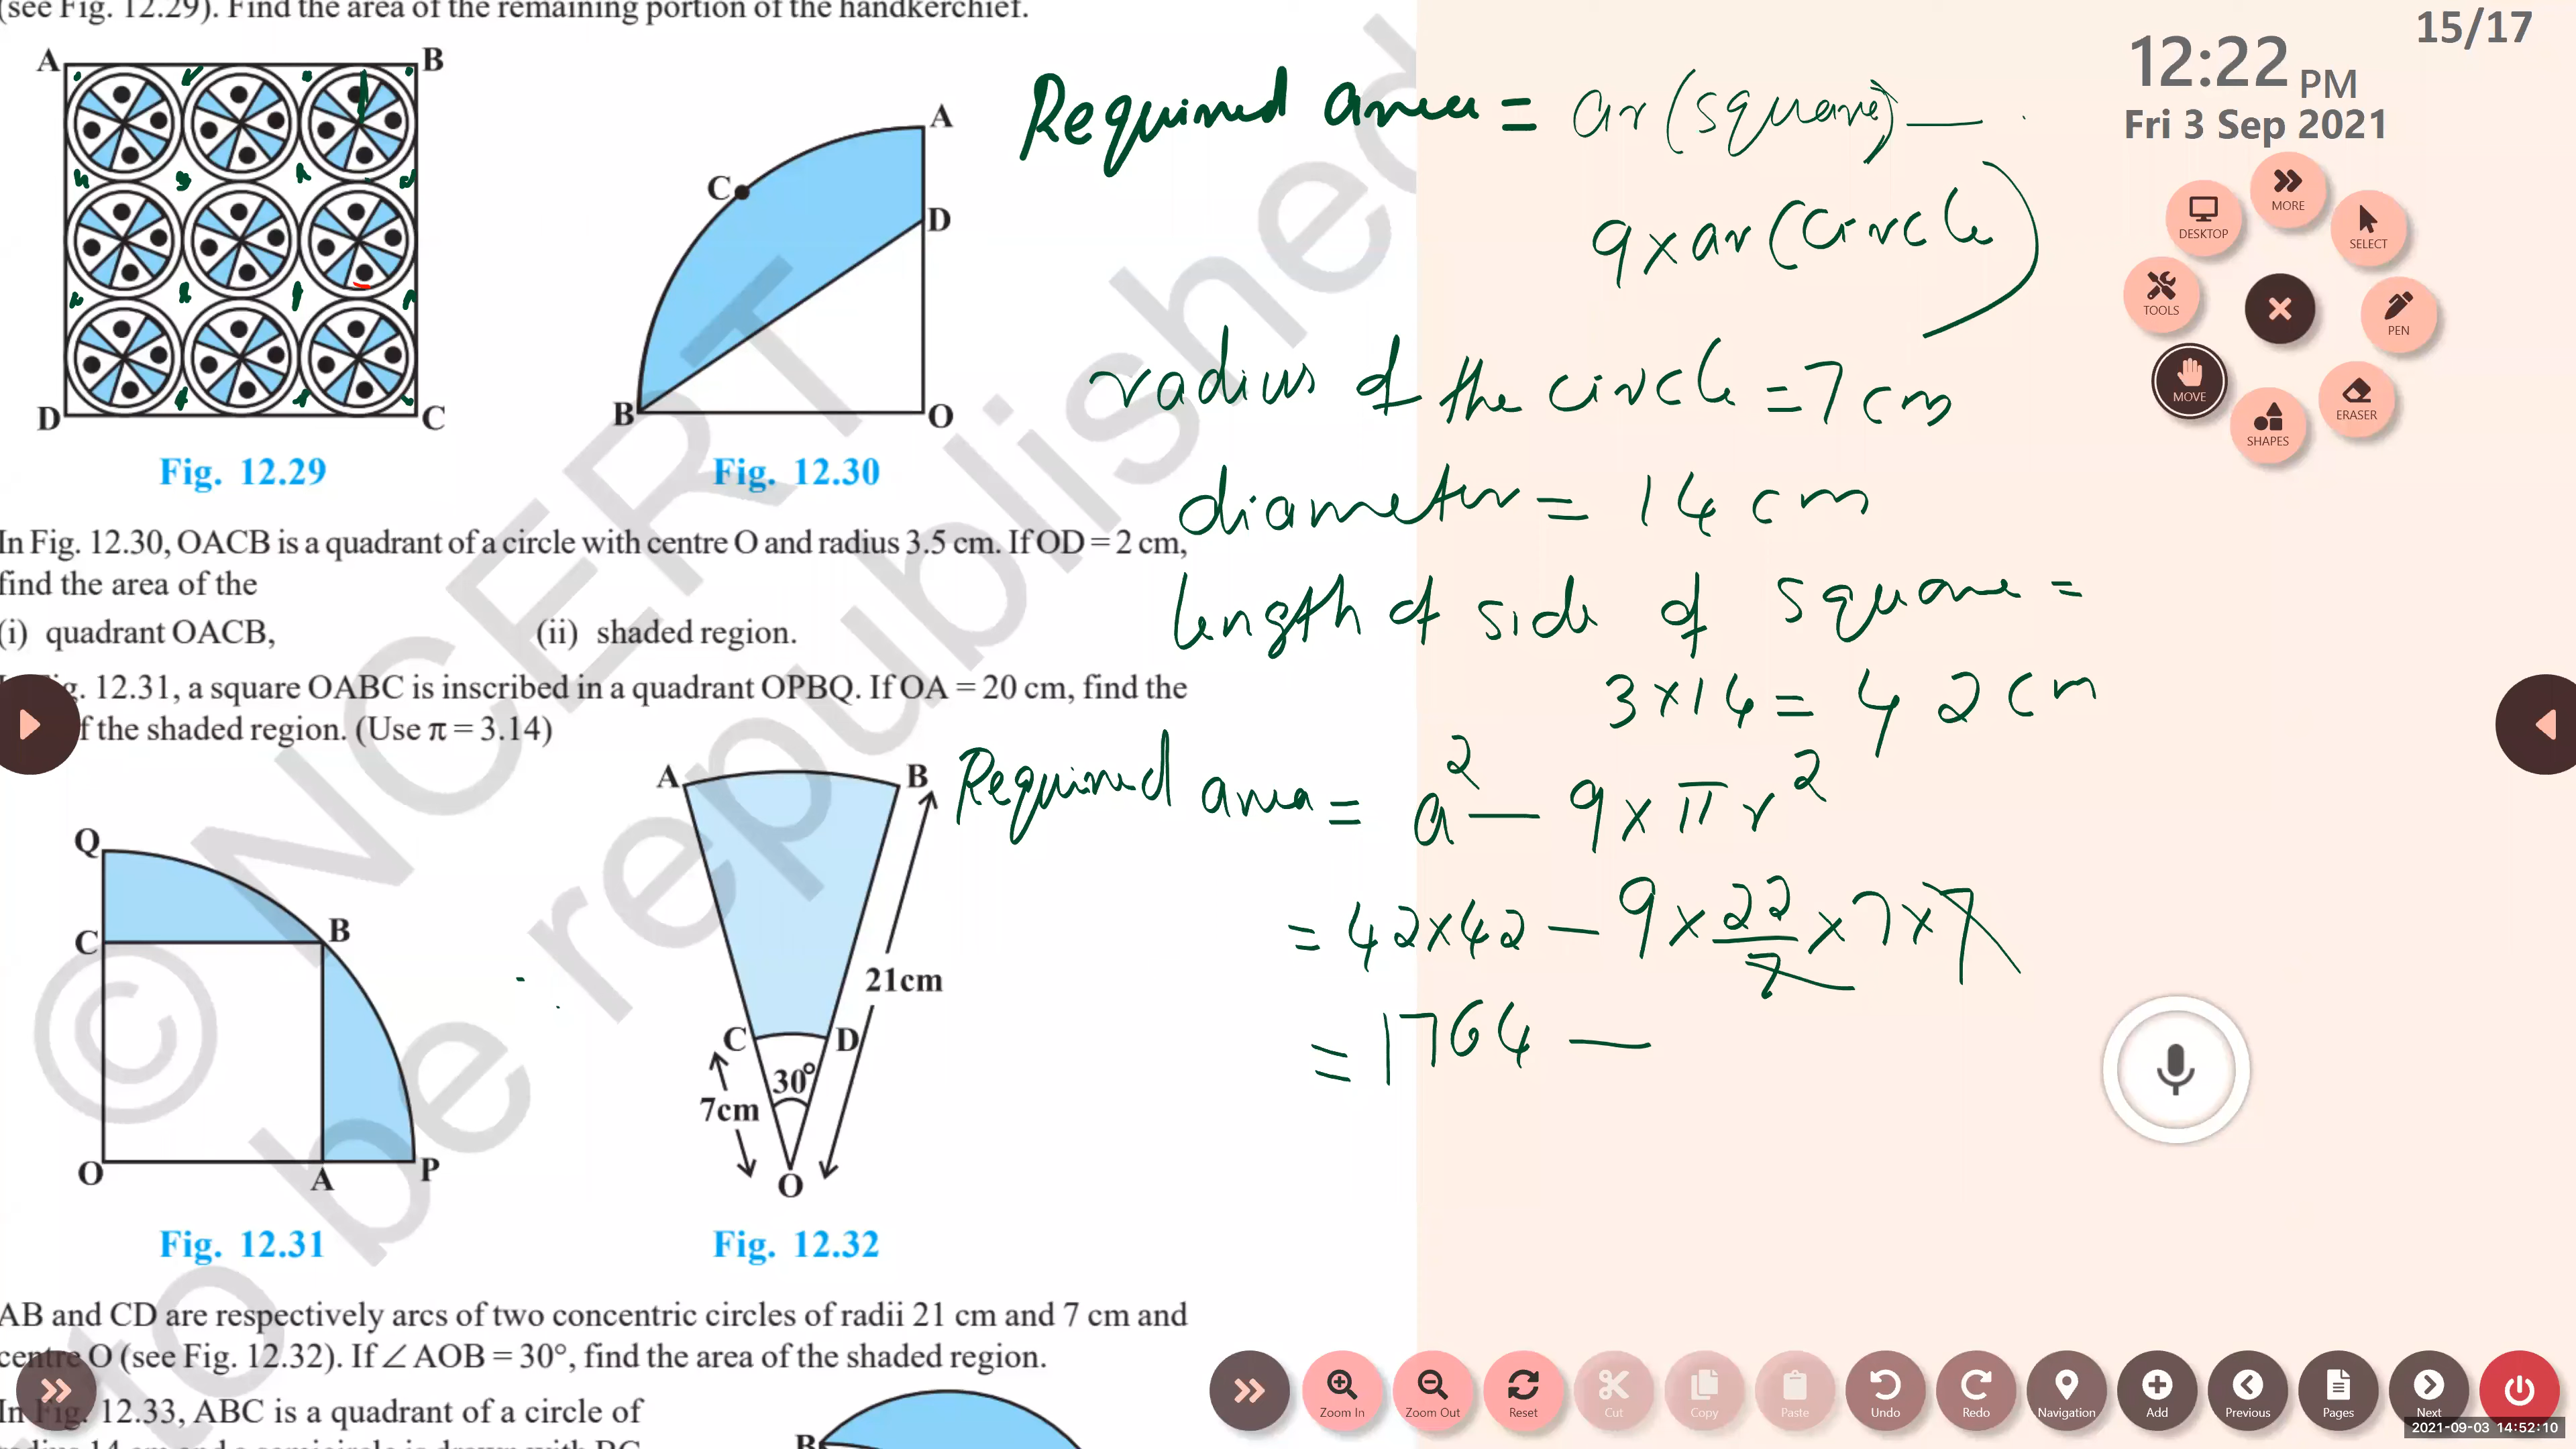 (see Fig. 12.29). Find the area of the remaining portion of the handkerchief.
A
B
D
C
Fig. 12.29
A
C
D
B
O
Fig. 12.30
In Fig. 12.30, OACB is a quadrant of a circle with centre O and radius 3.5 cm. If OD = 2 cm,
find the area of the
(i) quadrant OACB,
(ii) shaded region.
g. 12.31, a square OABC is inscribed in a quadrant OPBQ. If OA = 20 cm, find the
f the shaded region. (Use π = 3.14)
Q
C
B
O
A
P
Fig. 12.31
A
B
21cm
C
D
30°
7cm
O
Fig. 12.32
AB and CD are respectively arcs of two concentric circles of radii 21 cm and 7 cm and
centre O (see Fig. 12.32). If ∠AOB = 30°, find the area of the shaded region.
In Fig. 12.33, ABC is a quadrant of a circle of
B
© NCERT
to be republished
Required area = ar(square) —
9 x ar(circle)
radius of the circle = 7 cm
diameter = 14 cm
length of side of square =
3 x 14 = 42 cm
Required area = a² — 9 x π r²
= 42 x 42 — 9 x 22/7 x 7 x 7
= 1764 —
15/17
12:22 PM
Fri 3 Sep 2021
MORE
DESKTOP
SELECT
TOOLS
PEN
MOVE
ERASER
SHAPES
Zoom In
Zoom Out
Reset
Cut
Copy
Paste
Undo
Redo
Navigation
Add
Previous
Pages
Next
2021-09-03 14:52:10